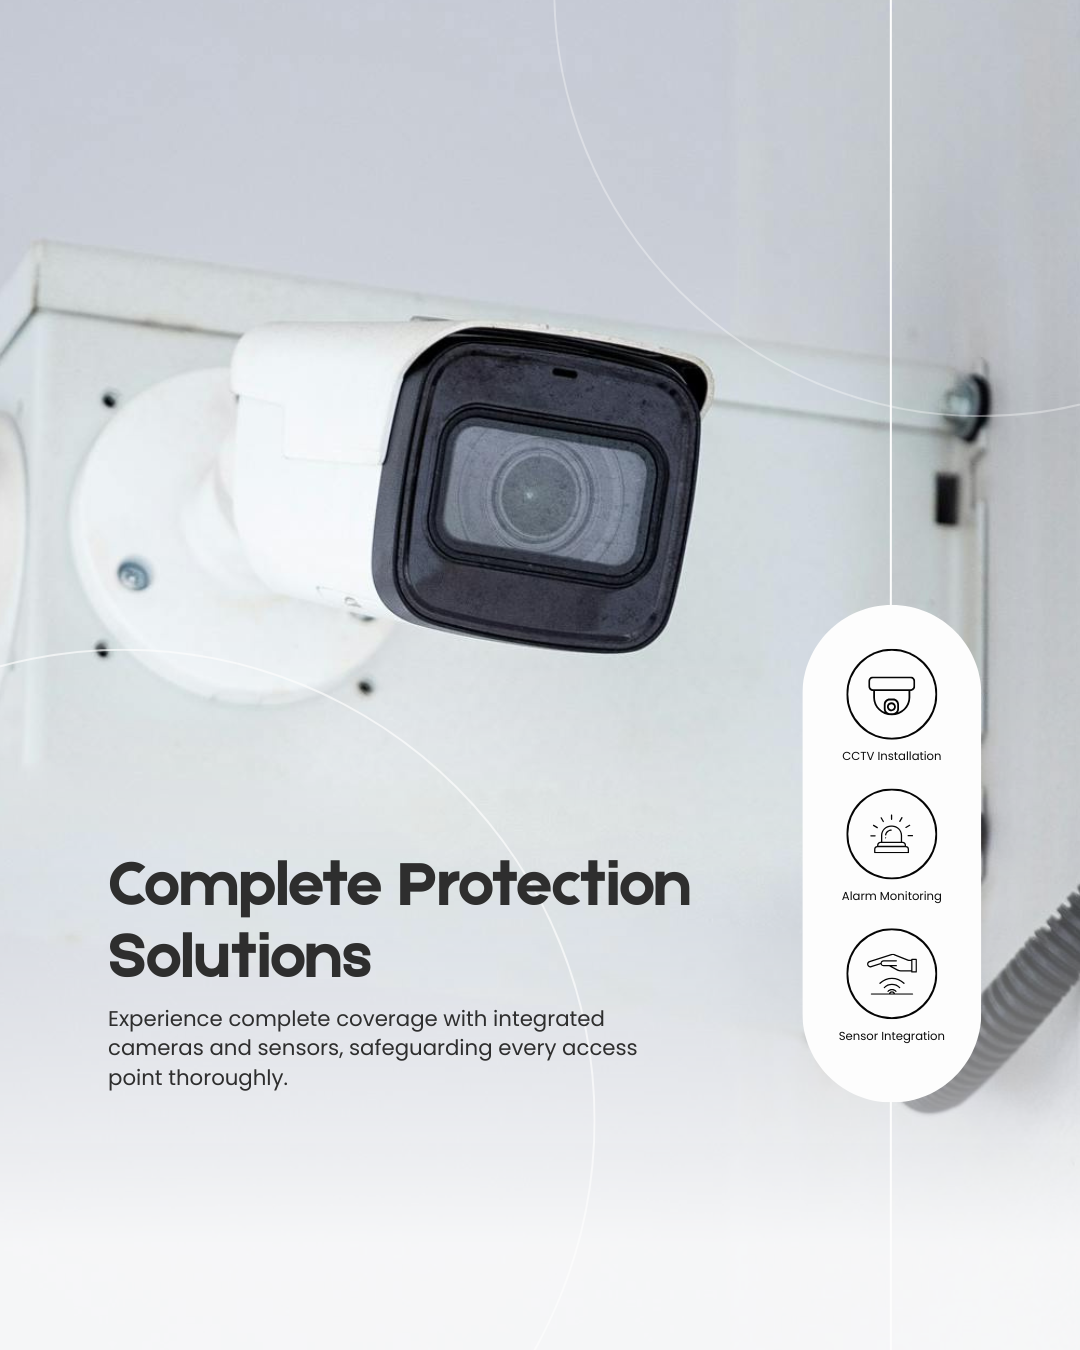 Complete Protection
Solutions
Experience complete coverage with integrated
cameras and sensors, safeguarding every access
point thoroughly.
CCTV Installation
Alarm Monitoring
Sensor Integration